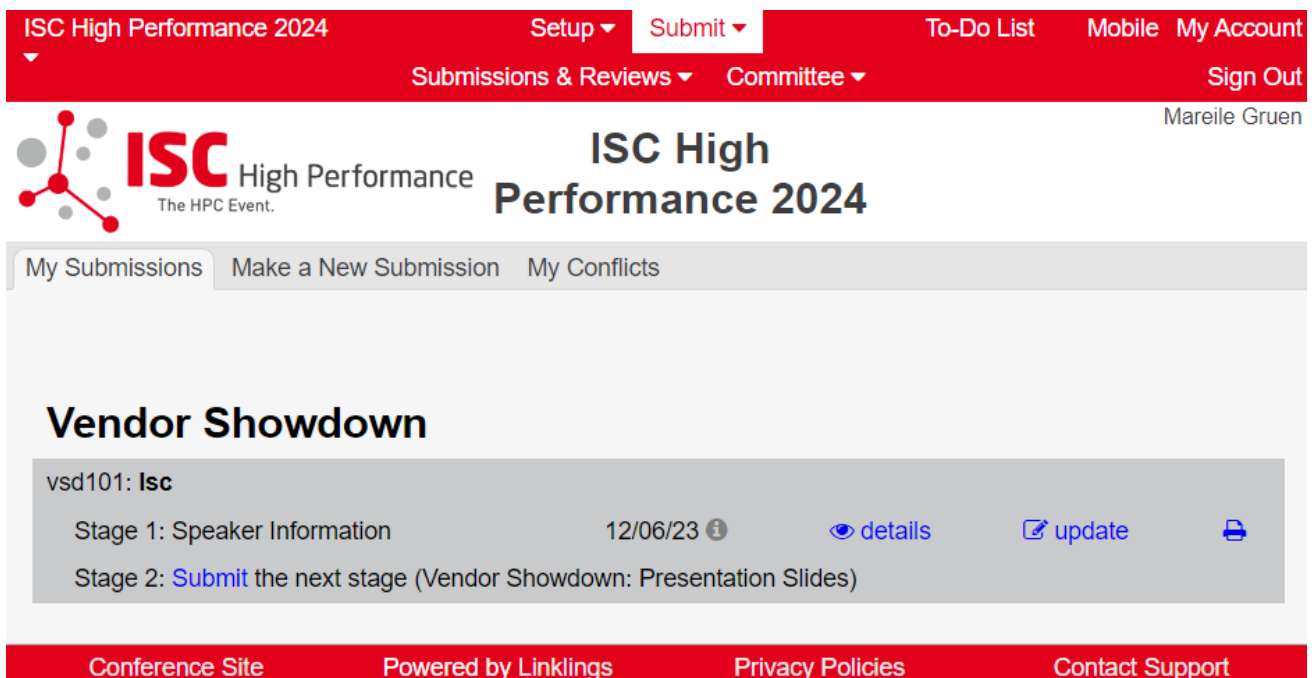 ISC High Performance 2024 Setup Submit To-Do List Mobile My Account
Submissions & Reviews Committee Sign Out
Mareile Gruen
ISC High Performance
The HPC Event.
ISC High
Performance 2024
My Submissions Make a New Submission My Conflicts
Vendor Showdown
vsd101: Isc
Stage 1: Speaker Information 12/06/23 details update
Stage 2: Submit the next stage (Vendor Showdown: Presentation Slides)
Conference Site Powered by Linklings Privacy Policies Contact Support